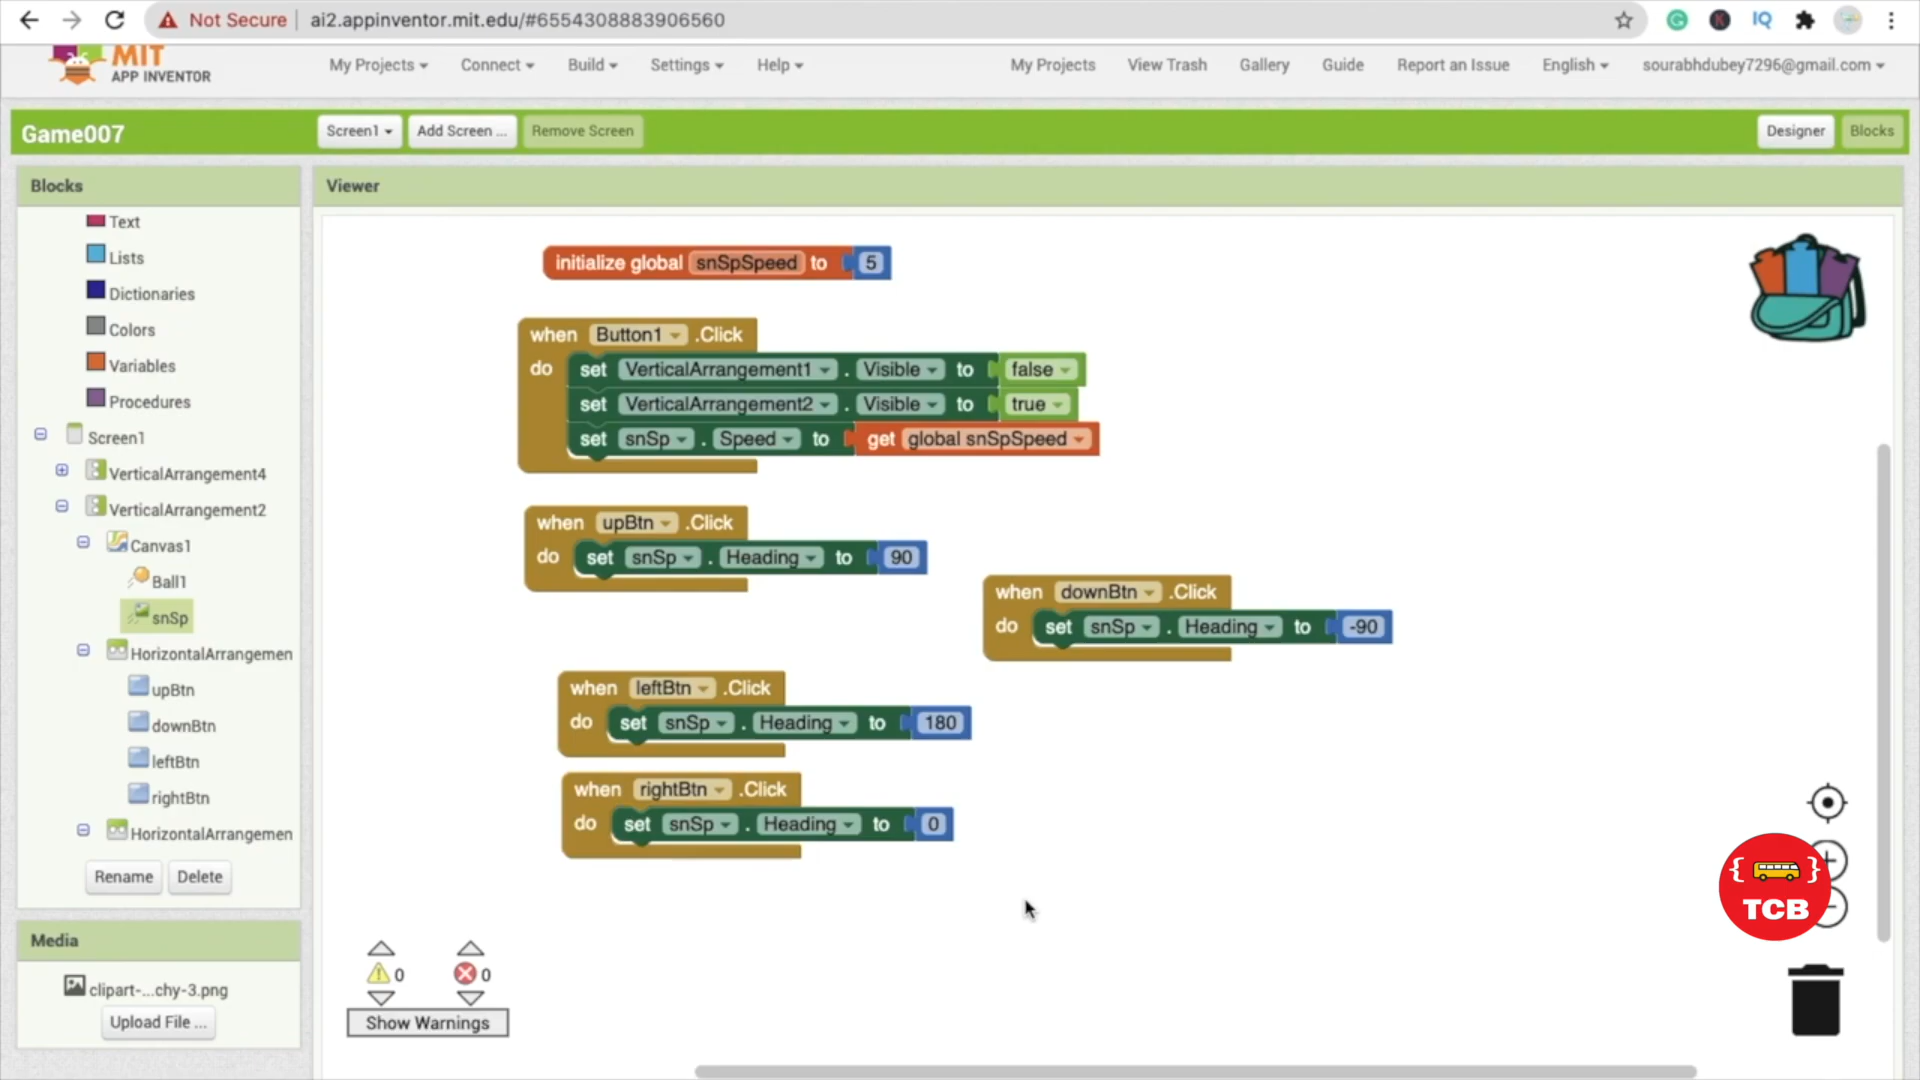 Not Secure ai2.appinventor.mit.edu/#6554308883906560
IQ
MIT
APP INVENTOR
My Projects Connect Build Settings Help My Projects View Trash Gallery Guide Report an Issue English sourabhdubey7296@gmail.com
Game007 Screen1 Add Screen ... Remove Screen Designer Blocks
Blocks
Viewer
Text
Lists
Dictionaries
Colors
Variables
Procedures
Screen1
VerticalArrangement4
VerticalArrangement2
Canvas1
Ball1
snSp
HorizontalArrangemen
upBtn
downBtn
leftBtn
rightBtn
HorizontalArrangemen
Rename Delete
Media
clipart-...chy-3.png
Upload File ...
initialize global snSpSpeed to 5
when Button1 .Click
do set VerticalArrangement1 . Visible to false
set VerticalArrangement2 . Visible to true
set snSp . Speed to get global snSpSpeed
when upBtn .Click
do set snSp . Heading to 90
when downBtn .Click
do set snSp . Heading to -90
when leftBtn .Click
do set snSp . Heading to 180
when rightBtn .Click
do set snSp . Heading to 0
0 0
Show Warnings
{ }
TCB